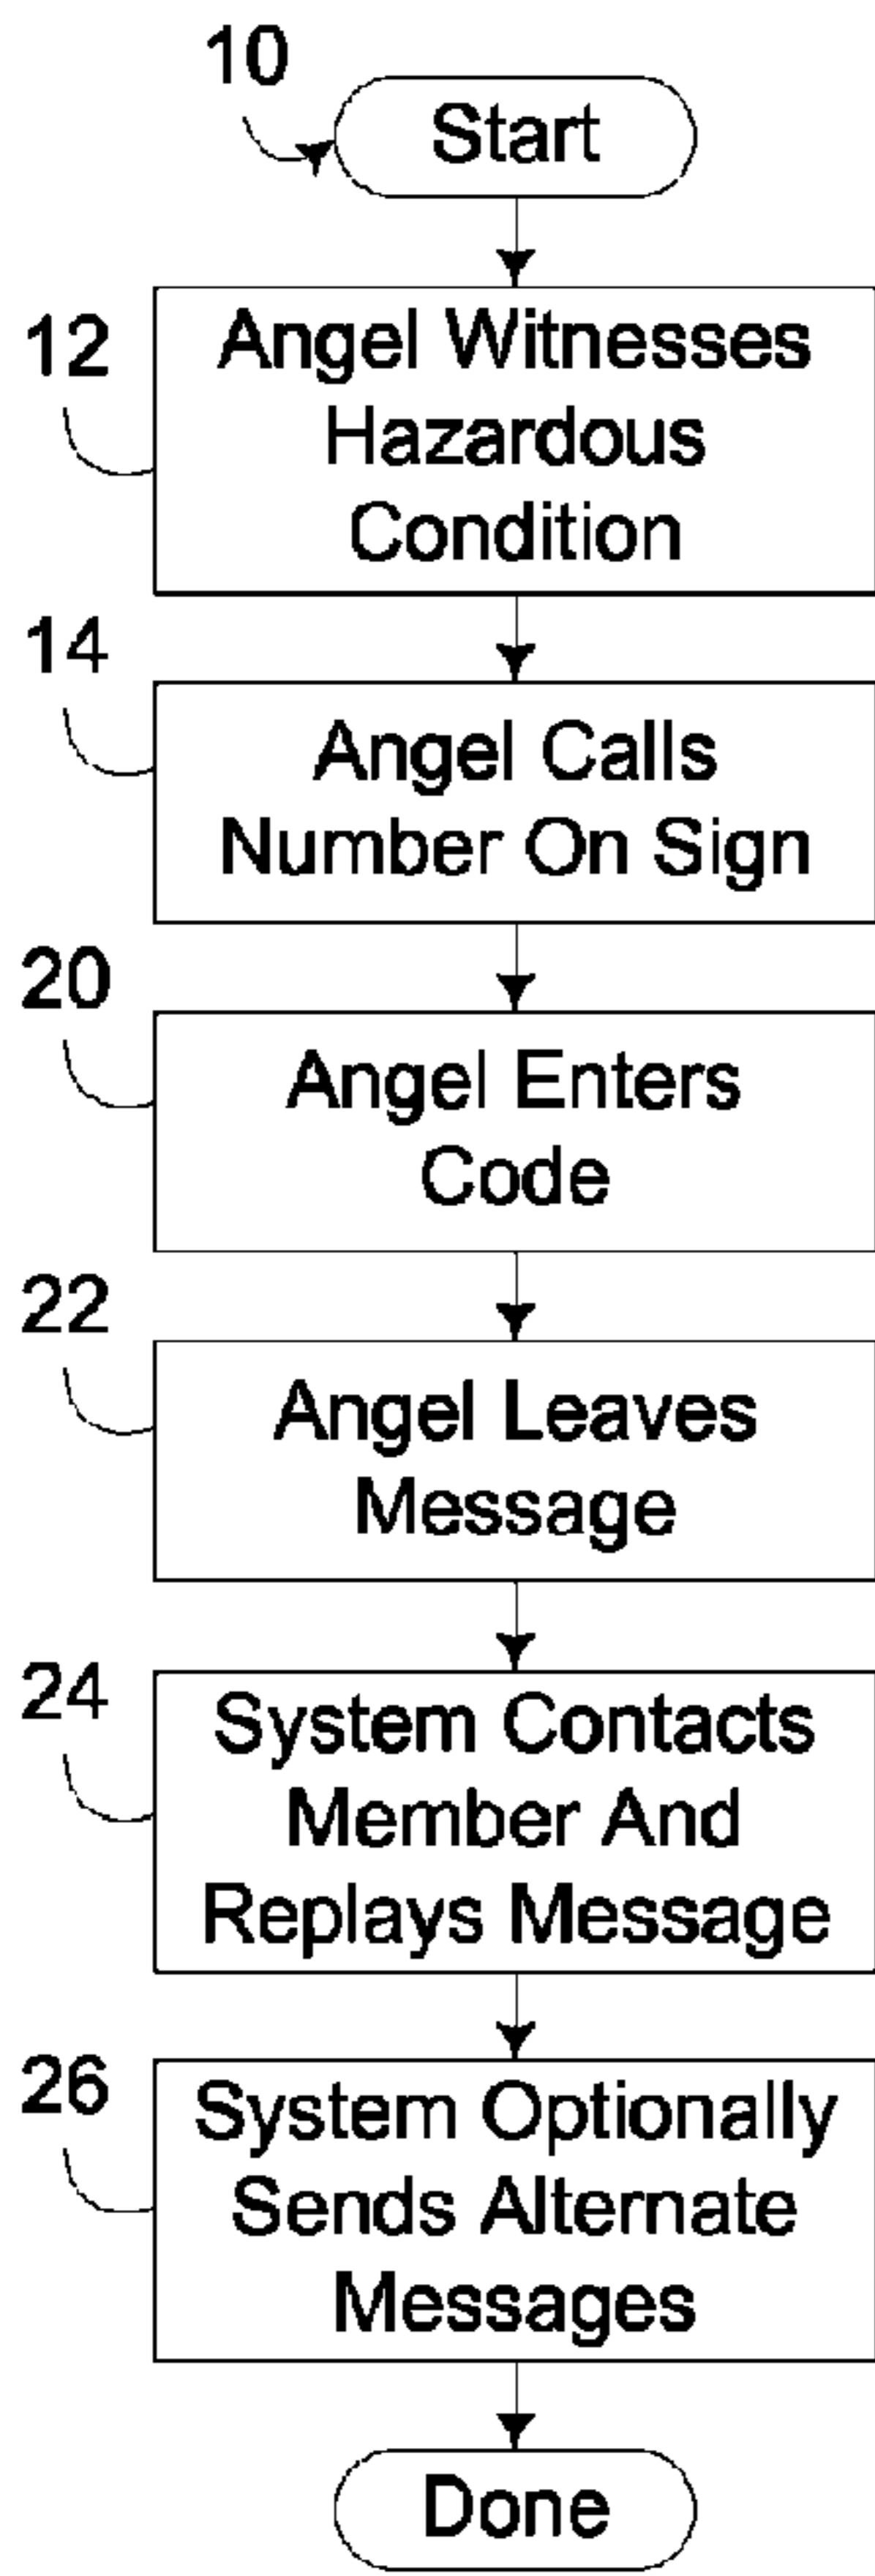 10
Start
12
Angel Witnesses
Hazardous
Condition
14
Angel Calls
Number On Sign
20
Angel Enters
Code
22
Angel Leaves
Message
24
System Contacts
Member And
Replays Message
26
System Optionally
Sends Alternate
Messages
Done